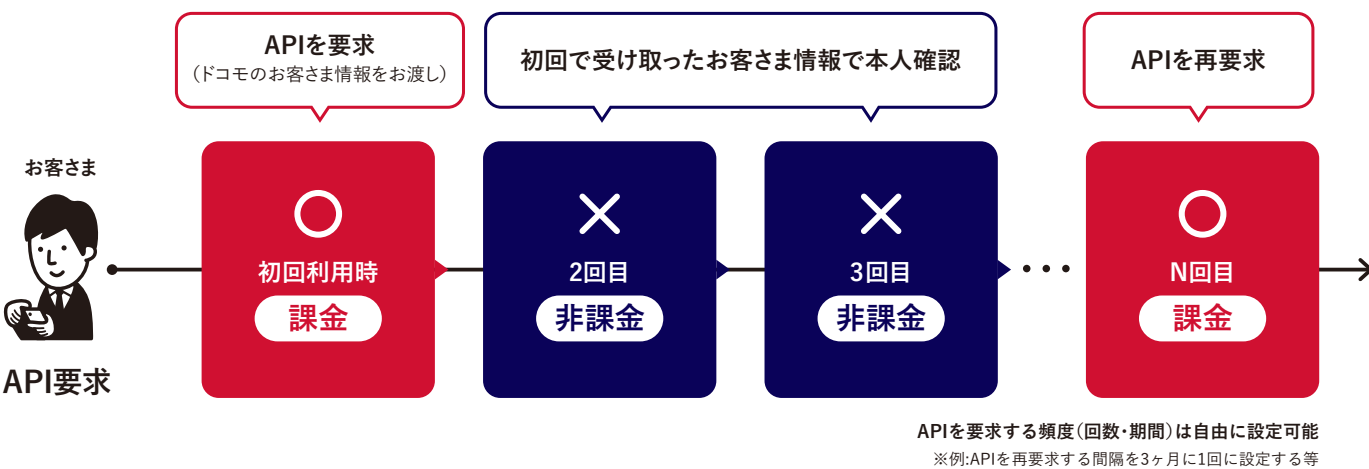 APIを要求
（ドコモのお客さま情報をお渡し）
初回で受け取ったお客さま情報で本人確認
APIを再要求
お客さま
API要求
初回利用時
課金
2回目
非課金
3回目
非課金
・・・
N回目
課金
APIを要求する頻度（回数・期間）は自由に設定可能
※例:APIを再要求する間隔を3ヶ月に1回に設定する等